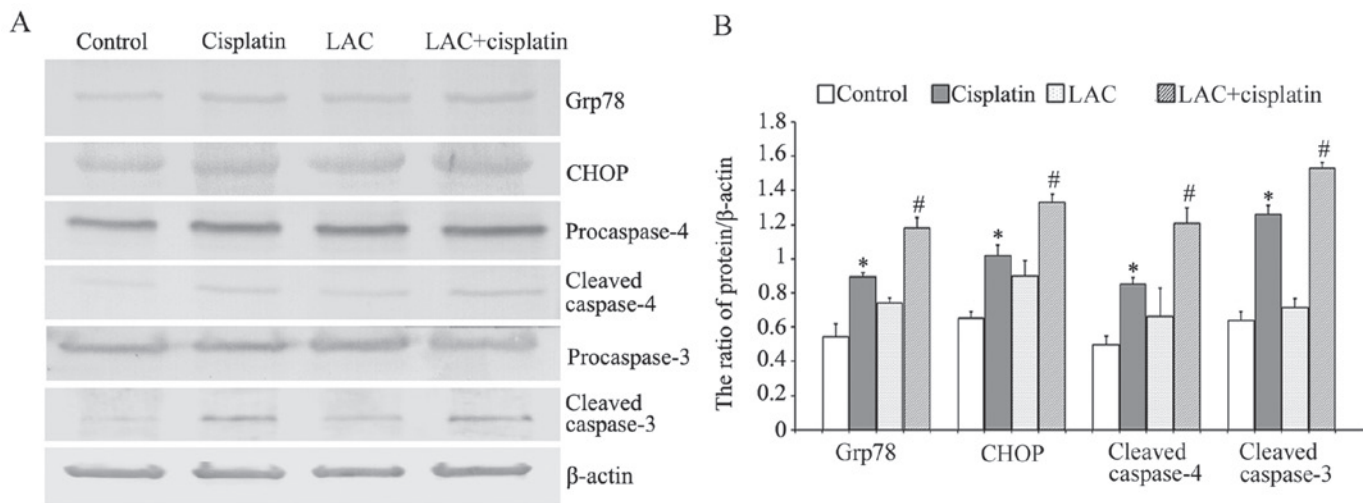 A
Control Cisplatin LAC LAC+cisplatin
Grp78
CHOP
Procaspase-4
Cleaved
caspase-4
Procaspase-3
Cleaved
caspase-3
β-actin
B
Control Cisplatin LAC LAC+cisplatin
The ratio of protein/β-actin
1.8
1.6
1.4
1.2
1
0.8
0.6
0.4
0.2
0
* #
* #
* #
* #
Grp78 CHOP Cleaved caspase-4 Cleaved caspase-3